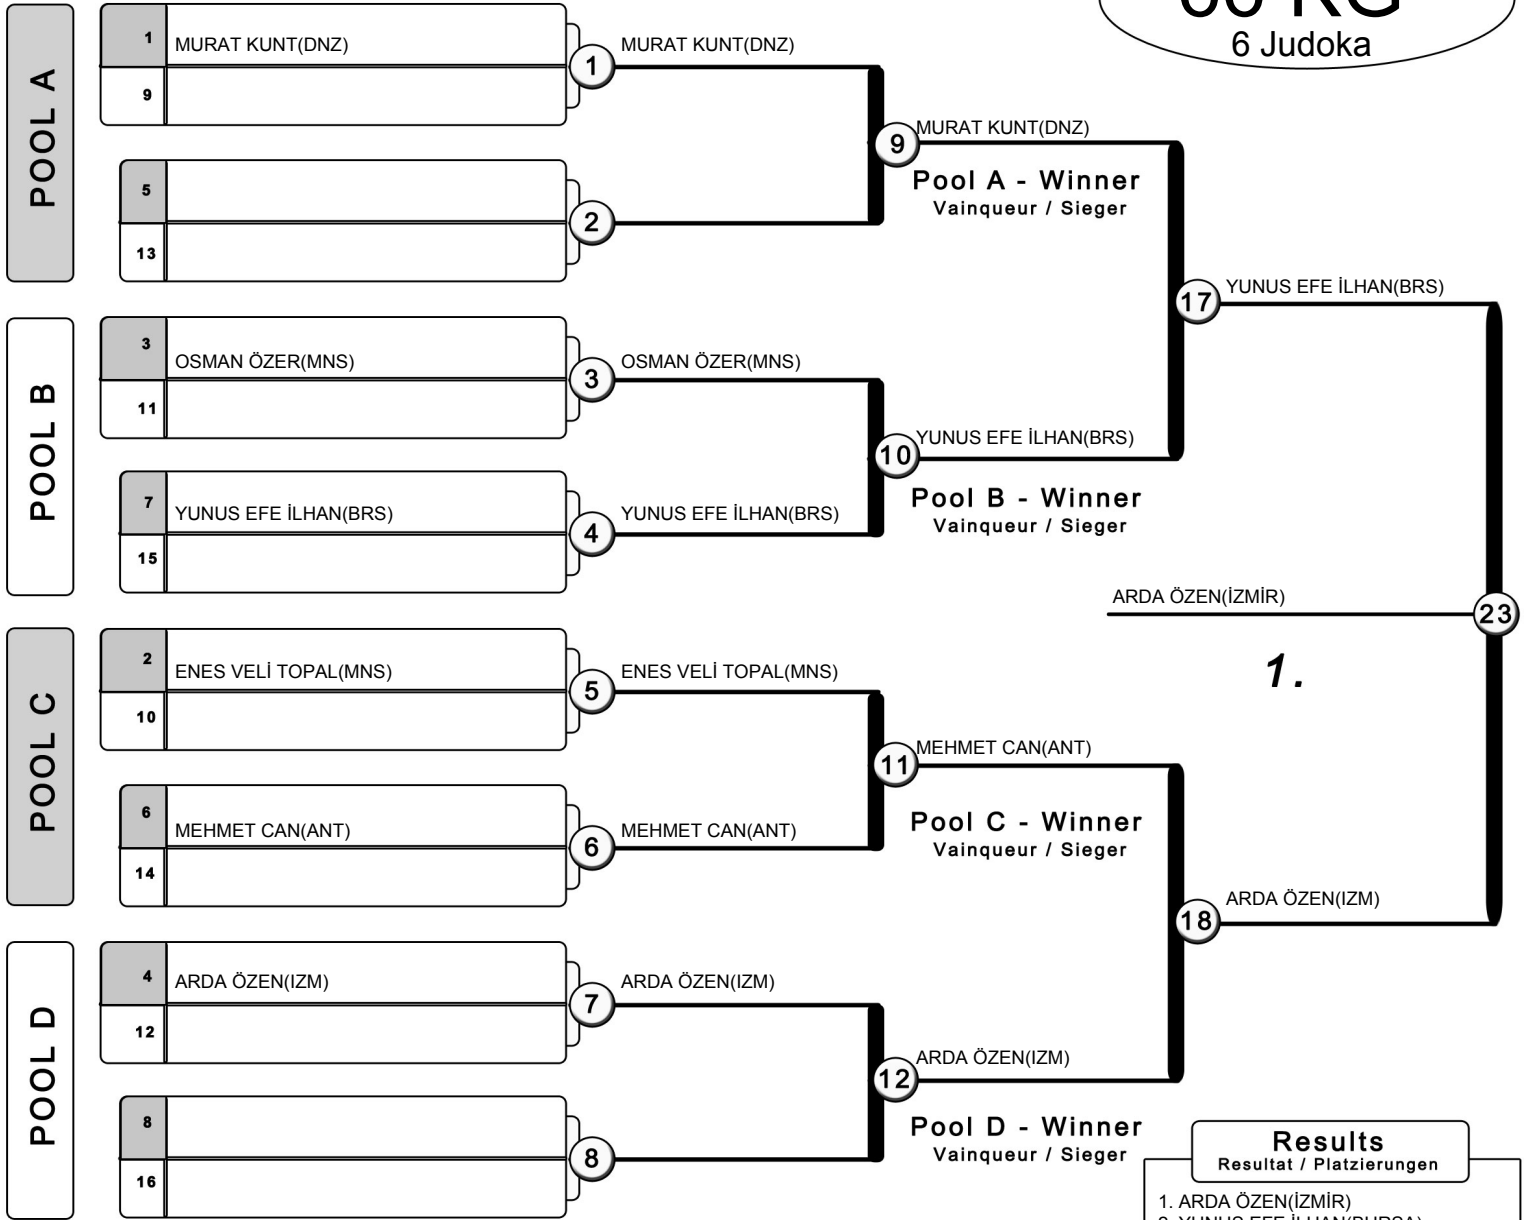 6 Judoka
POOL A
1 MURAT KUNT(DNZ)
9
5
13
1 MURAT KUNT(DNZ)
2
9 MURAT KUNT(DNZ)
Pool A - Winner
Vainqueur / Sieger
POOL B
3 OSMAN ÖZER(MNS)
11
7 YUNUS EFE İLHAN(BRS)
15
3 OSMAN ÖZER(MNS)
4 YUNUS EFE İLHAN(BRS)
10 YUNUS EFE İLHAN(BRS)
Pool B - Winner
Vainqueur / Sieger
17 YUNUS EFE İLHAN(BRS)
ARDA ÖZEN(İZMİR) 23
1.
POOL C
2 ENES VELİ TOPAL(MNS)
10
6 MEHMET CAN(ANT)
14
5 ENES VELİ TOPAL(MNS)
6 MEHMET CAN(ANT)
11 MEHMET CAN(ANT)
Pool C - Winner
Vainqueur / Sieger
18 ARDA ÖZEN(IZM)
POOL D
4 ARDA ÖZEN(IZM)
12
8
16
7 ARDA ÖZEN(IZM)
8
12 ARDA ÖZEN(IZM)
Pool D - Winner
Vainqueur / Sieger
Results
Resultat / Platzierungen
1. ARDA ÖZEN(İZMİR)
2. YUNUS EFE İLHAN(BURSA)